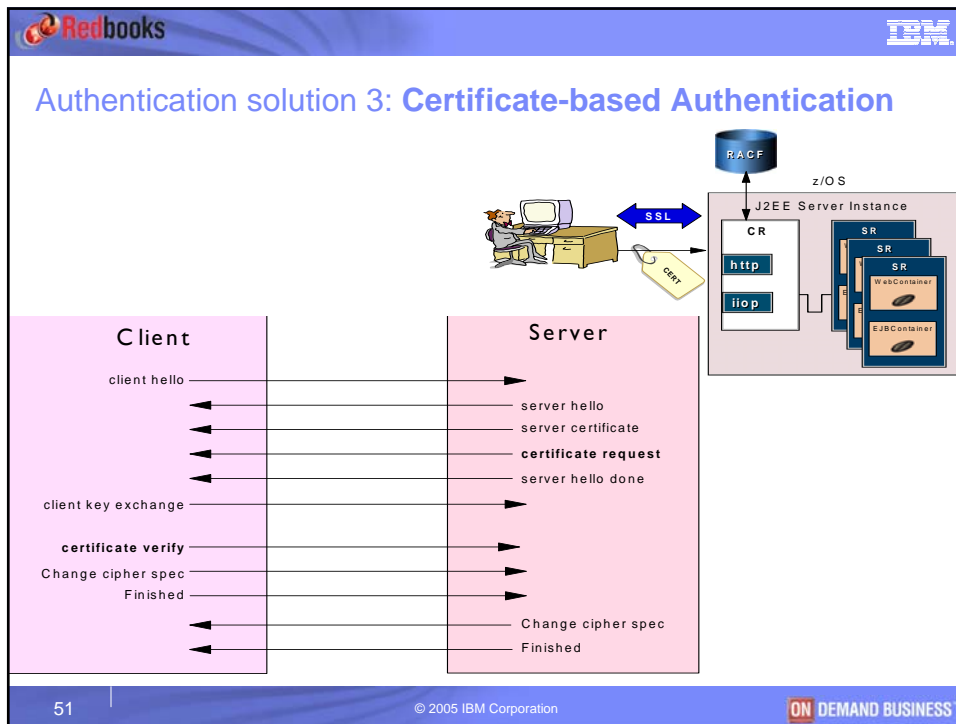 Redbooks
IBM.
Authentication solution 3: Certificate-based Authentication
RACF
z/OS
J2EE Server Instance
SSL
CERT
CR
http
iiop
SR
SR
SR
WebContainer
EJBContainer
Client
Server
client hello
server hello
server certificate
certificate request
server hello done
client key exchange
certificate verify
Change cipher spec
Finished
Change cipher spec
Finished
51
© 2005 IBM Corporation
ON DEMAND BUSINESS